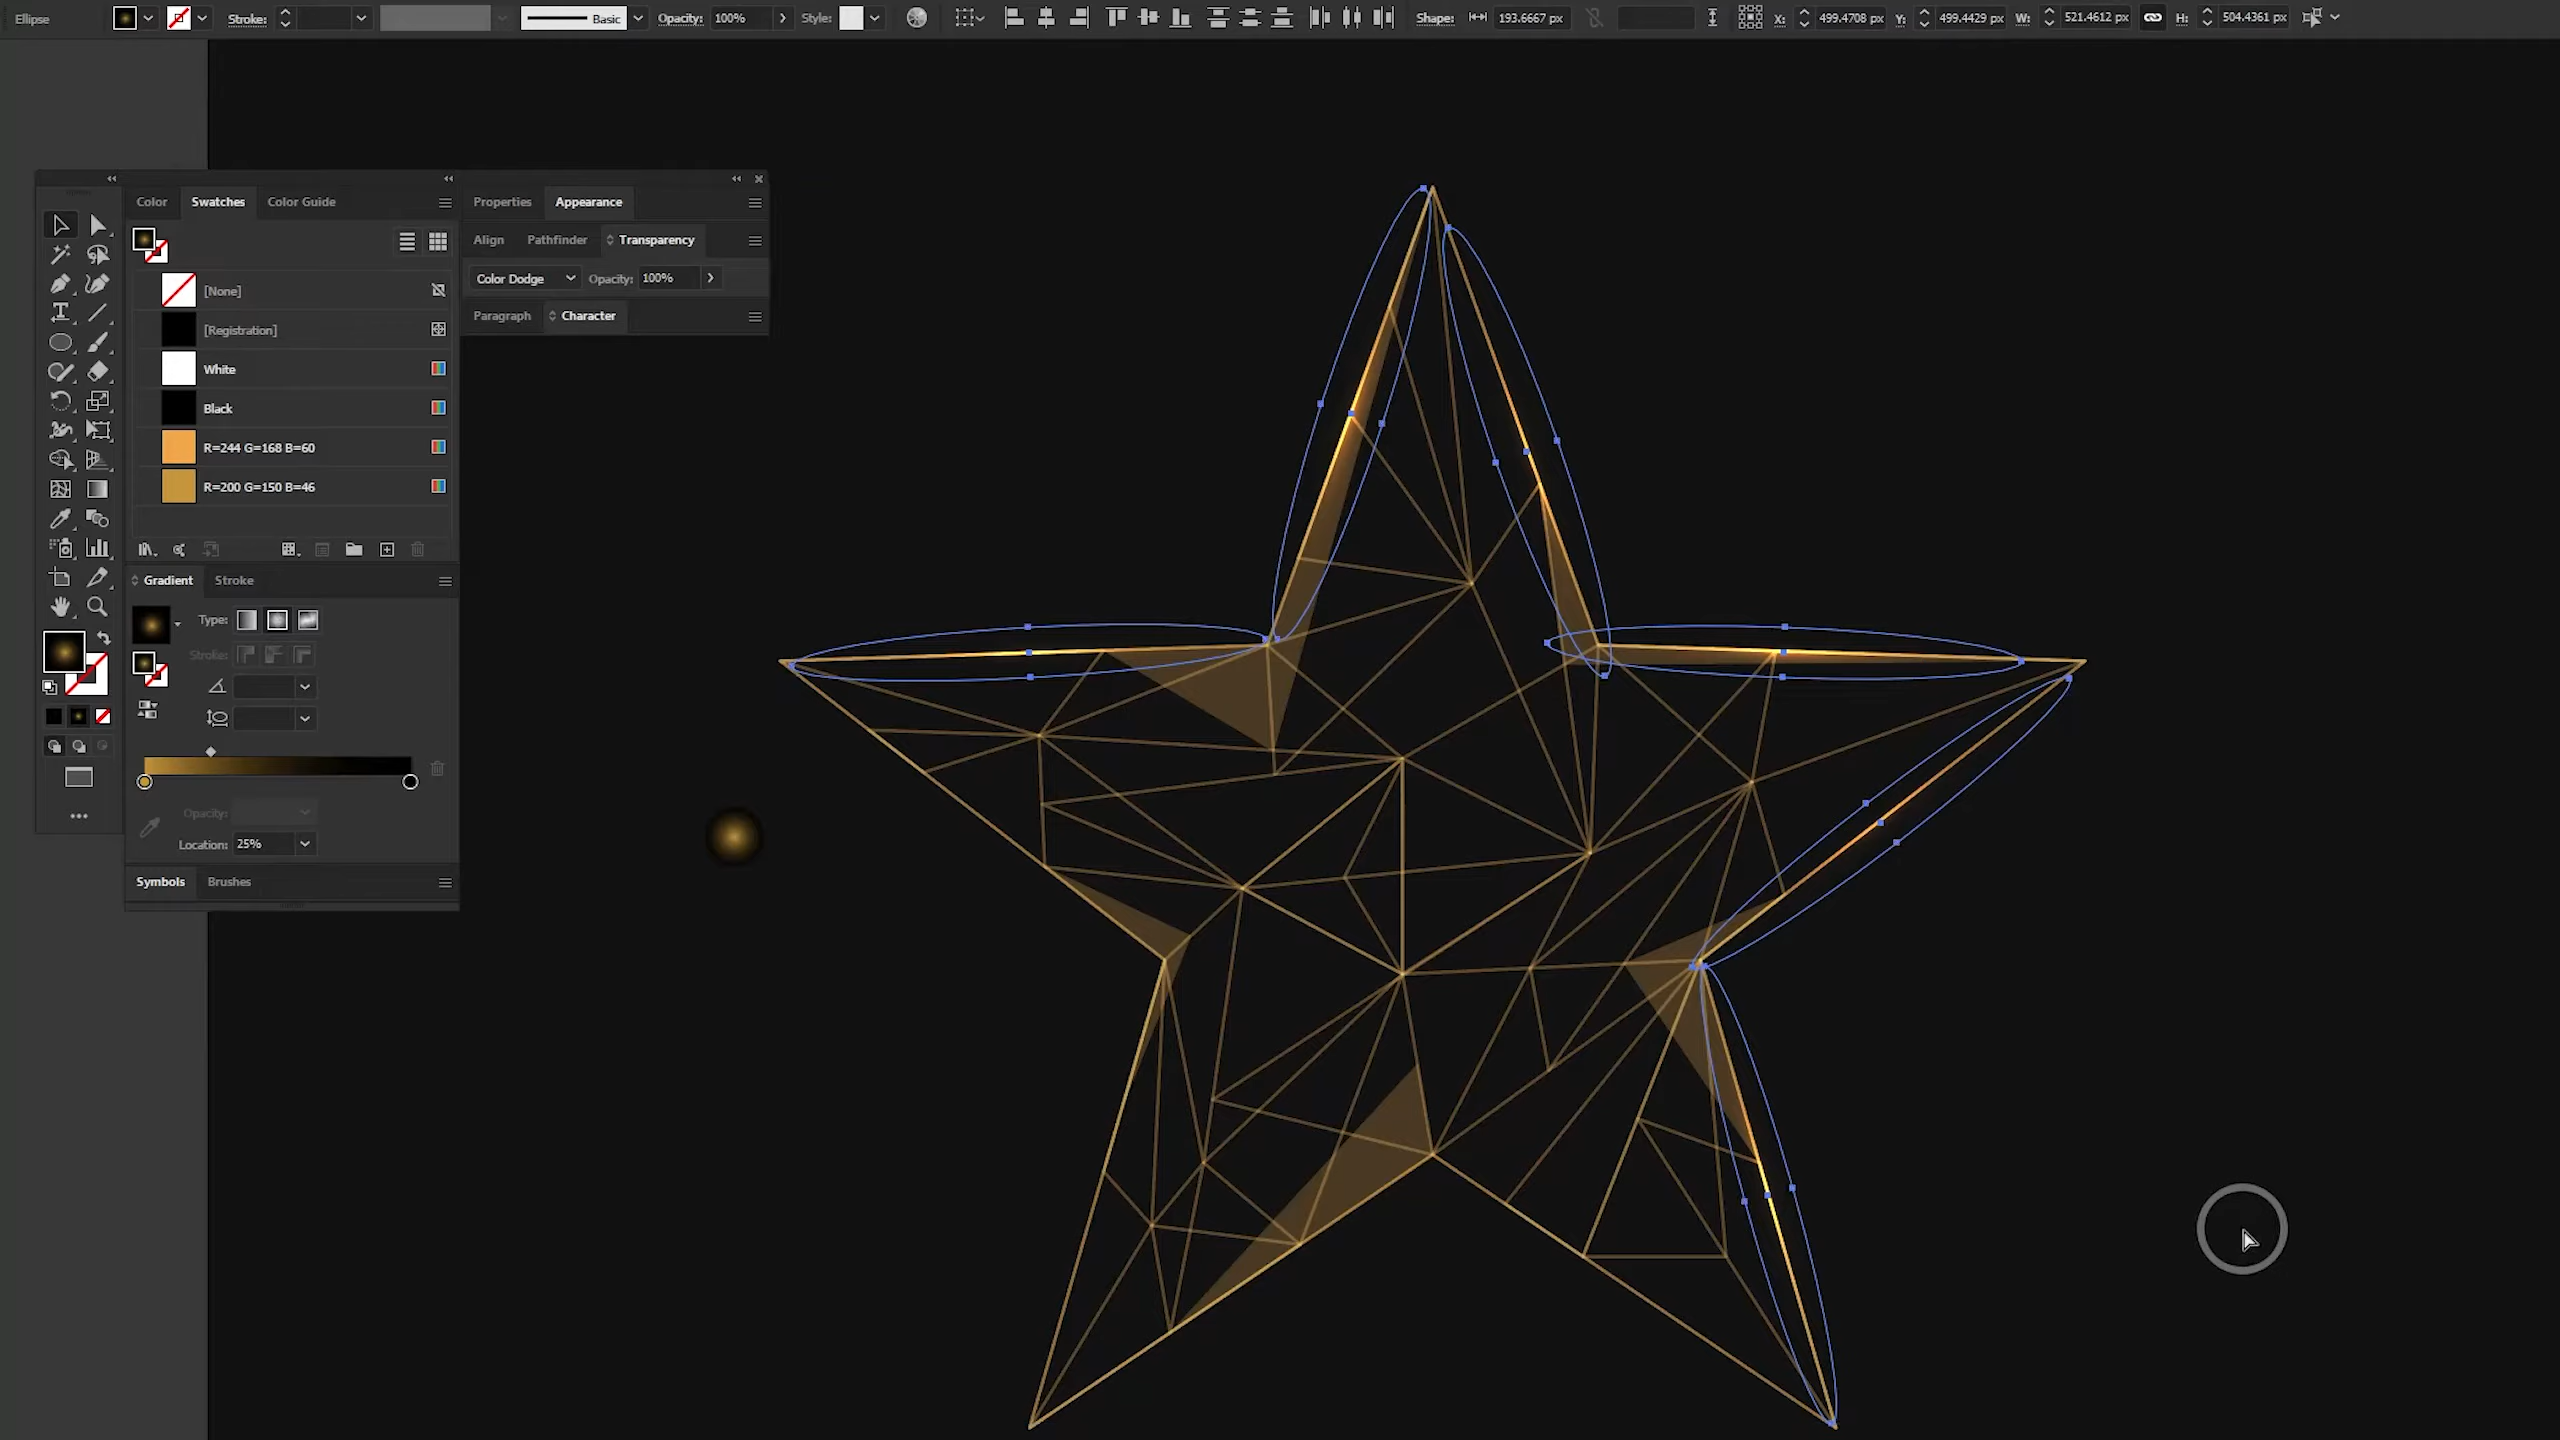 Ellipse Stroke: Basic Opacity: 100% Style: Shape: 193.6667 px X: 499.4708 px Y: 499.4429 px W: 521.4612 px H: 504.4361 px
Color Swatches Color Guide
[None]
[Registration]
White
Black
R=244 G=168 B=60
R=200 G=150 B=46
Gradient Stroke
Type:
Stroke:
Opacity:
Location: 25%
Symbols Brushes
Properties Appearance
Align Pathfinder Transparency
Color Dodge Opacity: 100%
Paragraph Character